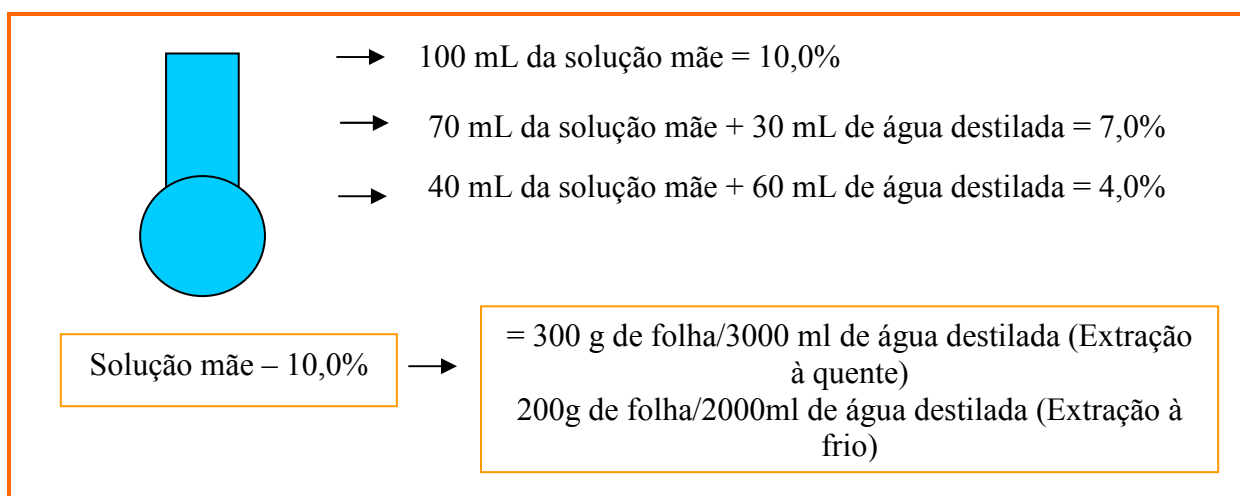 100 mL da solução mãe = 10,0%
70 mL da solução mãe + 30 mL de água destilada = 7,0%
40 mL da solução mãe + 60 mL de água destilada = 4,0%
Solução mãe – 10,0%
= 300 g de folha/3000 ml de água destilada (Extração
à quente)
200g de folha/2000ml de água destilada (Extração à
frio)